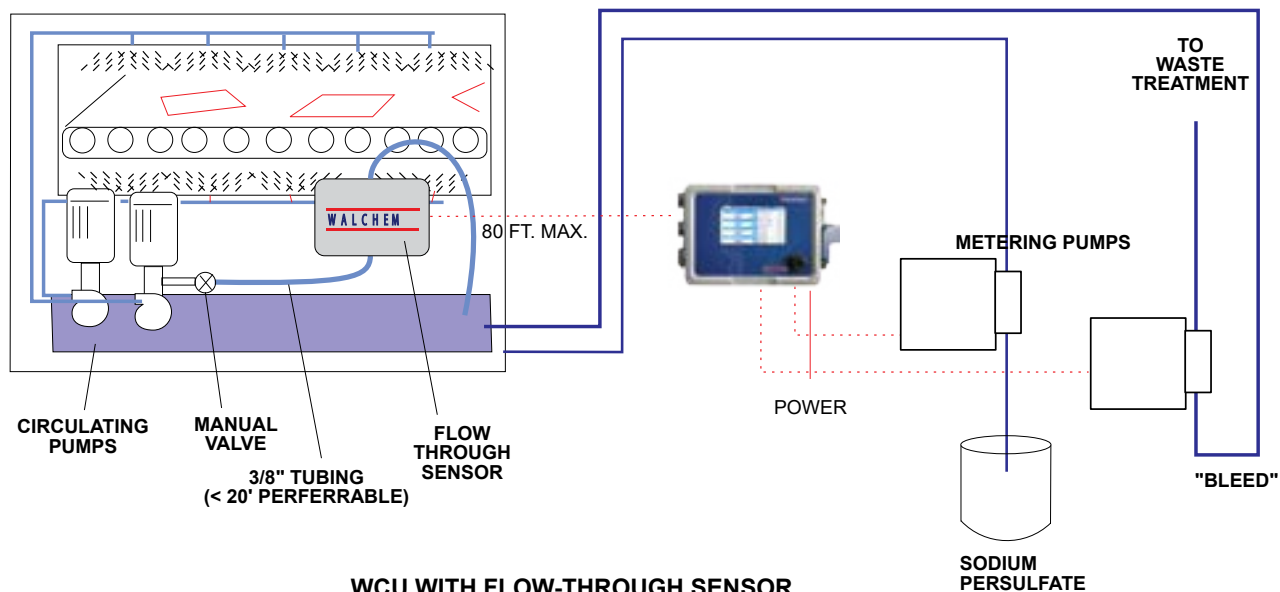 TO
WASTE
TREATMENT
WALCHEM
80 FT. MAX.
METERING PUMPS
POWER
CIRCULATING
PUMPS
MANUAL
VALVE
FLOW
THROUGH
SENSOR
3/8" TUBING
(< 20' PERFERRABLE)
"BLEED"
SODIUM
PERSULFATE
WCU WITH FLOW-THROUGH SENSOR